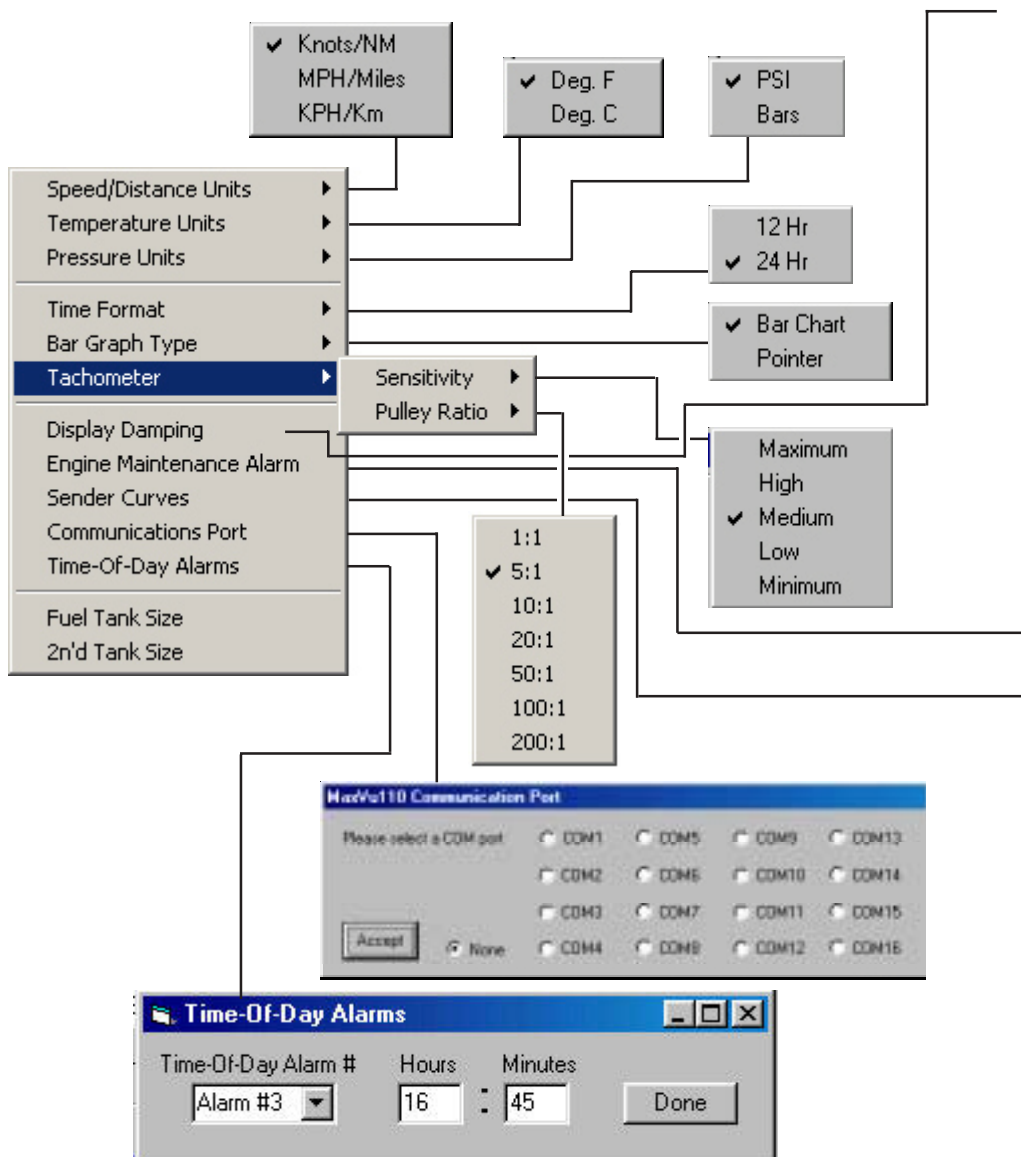 ✓ Knots/NM
MPH/Miles
KPH/Km
✓ Deg. F
Deg. C
✓ PSI
Bars
Speed/Distance Units
Temperature Units
Pressure Units
Time Format
Bar Graph Type
Tachometer
Display Damping
Engine Maintenance Alarm
Sender Curves
Communications Port
Time-Of-Day Alarms
Fuel Tank Size
2n'd Tank Size
12 Hr
✓ 24 Hr
✓ Bar Chart
Pointer
Sensitivity
Pulley Ratio
Maximum
High
✓ Medium
Low
Minimum
1:1
✓ 5:1
10:1
20:1
50:1
100:1
200:1
MaxVu110 Communication Port
Please select a COM port
COM1 COM5 COM9 COM13
COM2 COM6 COM10 COM14
COM3 COM7 COM11 COM15
Accept None COM4 COM8 COM12 COM16
Time-Of-Day Alarms
Time-Of-Day Alarm # Hours Minutes
Alarm #3 16 : 45 Done